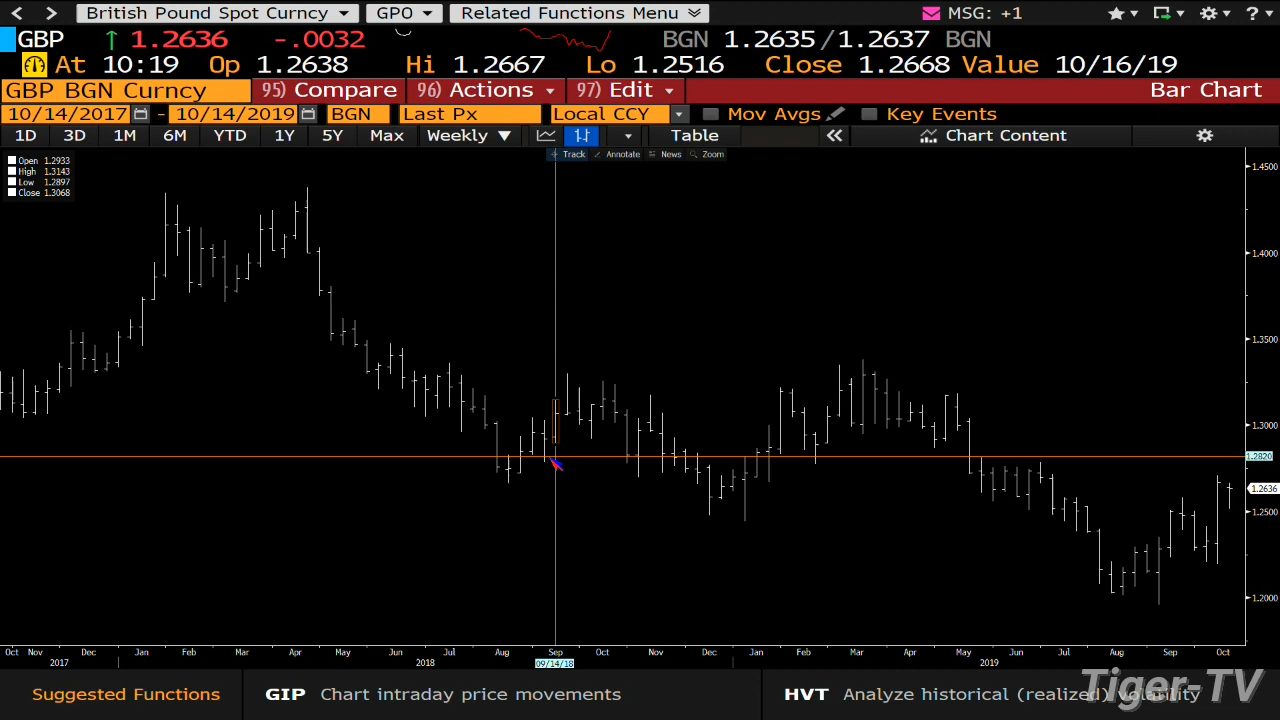 British Pound Spot Curncy GPO Related Functions Menu MSG: +1 ?
GBP ↑ 1.2636 -.0032 BGN 1.2635/1.2637 BGN
At 10:19 Op 1.2638 Hi 1.2667 Lo 1.2516 Close 1.2668 Value 10/16/19
GBP BGN Curncy 95) Compare 96) Actions 97) Edit Bar Chart
10/14/2017 - 10/14/2019 BGN Last Px Local CCY Mov Avgs Key Events
1D 3D 1M 6M YTD 1Y 5Y Max Weekly ▼ Table Chart Content
Track Annotate News Zoom
Open 1.2933
High 1.3143
Low 1.2897
Close 1.3068
1.4500
1.4000
1.3500
1.3000
1.2820
1.2636
1.2500
1.2000
Oct Nov Dec Jan Feb Mar Apr May Jun Jul Aug Sep Oct Nov Dec Jan Feb Mar Apr May Jun Jul Aug Sep Oct
2017 2018 09/14/18 2019
Suggested Functions GIP Chart intraday price movements HVT Analyze historical (realized) volatility
Tiger-TV